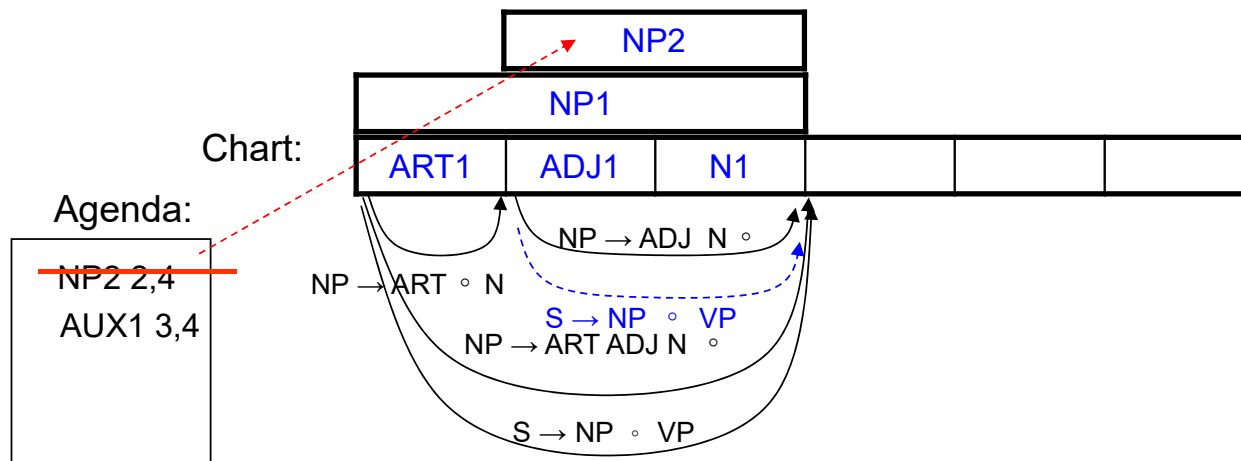 NP2
NP1
Chart:
ART1 ADJ1 N1
Agenda:
NP2 2,4
AUX1 3,4
NP → ADJ N ∘
NP → ART ∘ N
S → NP ∘ VP
NP → ART ADJ N ∘
S → NP ∘ VP